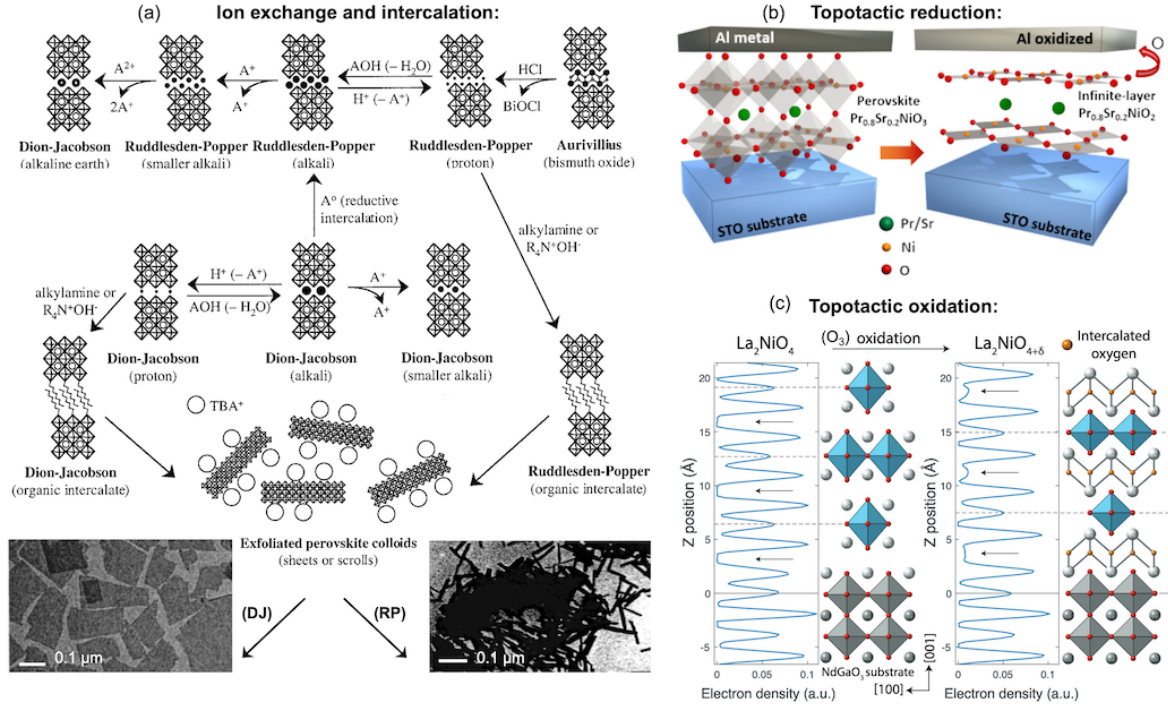 (a) Ion exchange and intercalation:
A²⁺
2A⁺
A⁺
A⁺
AOH (– H₂O)
H⁺ (– A⁺)
HCl
BiOCl
Dion-Jacobson
(alkaline earth)
Ruddlesden-Popper
(smaller alkali)
Ruddlesden-Popper
(alkali)
Ruddlesden-Popper
(proton)
Aurivillius
(bismuth oxide)
A⁰ (reductive
intercalation)
alkylamine or
R₄N⁺OH⁻
alkylamine or
R₄N⁺OH⁻
H⁺ (– A⁺)
AOH (– H₂O)
A⁺
A⁺
Dion-Jacobson
(proton)
Dion-Jacobson
(alkali)
Dion-Jacobson
(smaller alkali)
TBA⁺
Dion-Jacobson
(organic intercalate)
Ruddlesden-Popper
(organic intercalate)
Exfoliated perovskite colloids
(sheets or scrolls)
(DJ)
(RP)
0.1 µm
0.1 µm
(b) Topotactic reduction:
Al metal
Al oxidized
O
Perovskite
Pr₀.₈Sr₀.₂NiO₃
Infinite-layer
Pr₀.₈Sr₀.₂NiO₂
STO substrate
STO substrate
Pr/Sr
Ni
O
(c) Topotactic oxidation:
La₂NiO₄
(O₃) oxidation
La₂NiO₄₊δ
Intercalated
oxygen
Z position (Å)
20
15
10
5
0
-5
0
0.05
0.1
Electron density (a.u.)
NdGaO₃ substrate
[100]
[001]
Z position (Å)
20
15
10
5
0
-5
0
0.05
0.1
Electron density (a.u.)